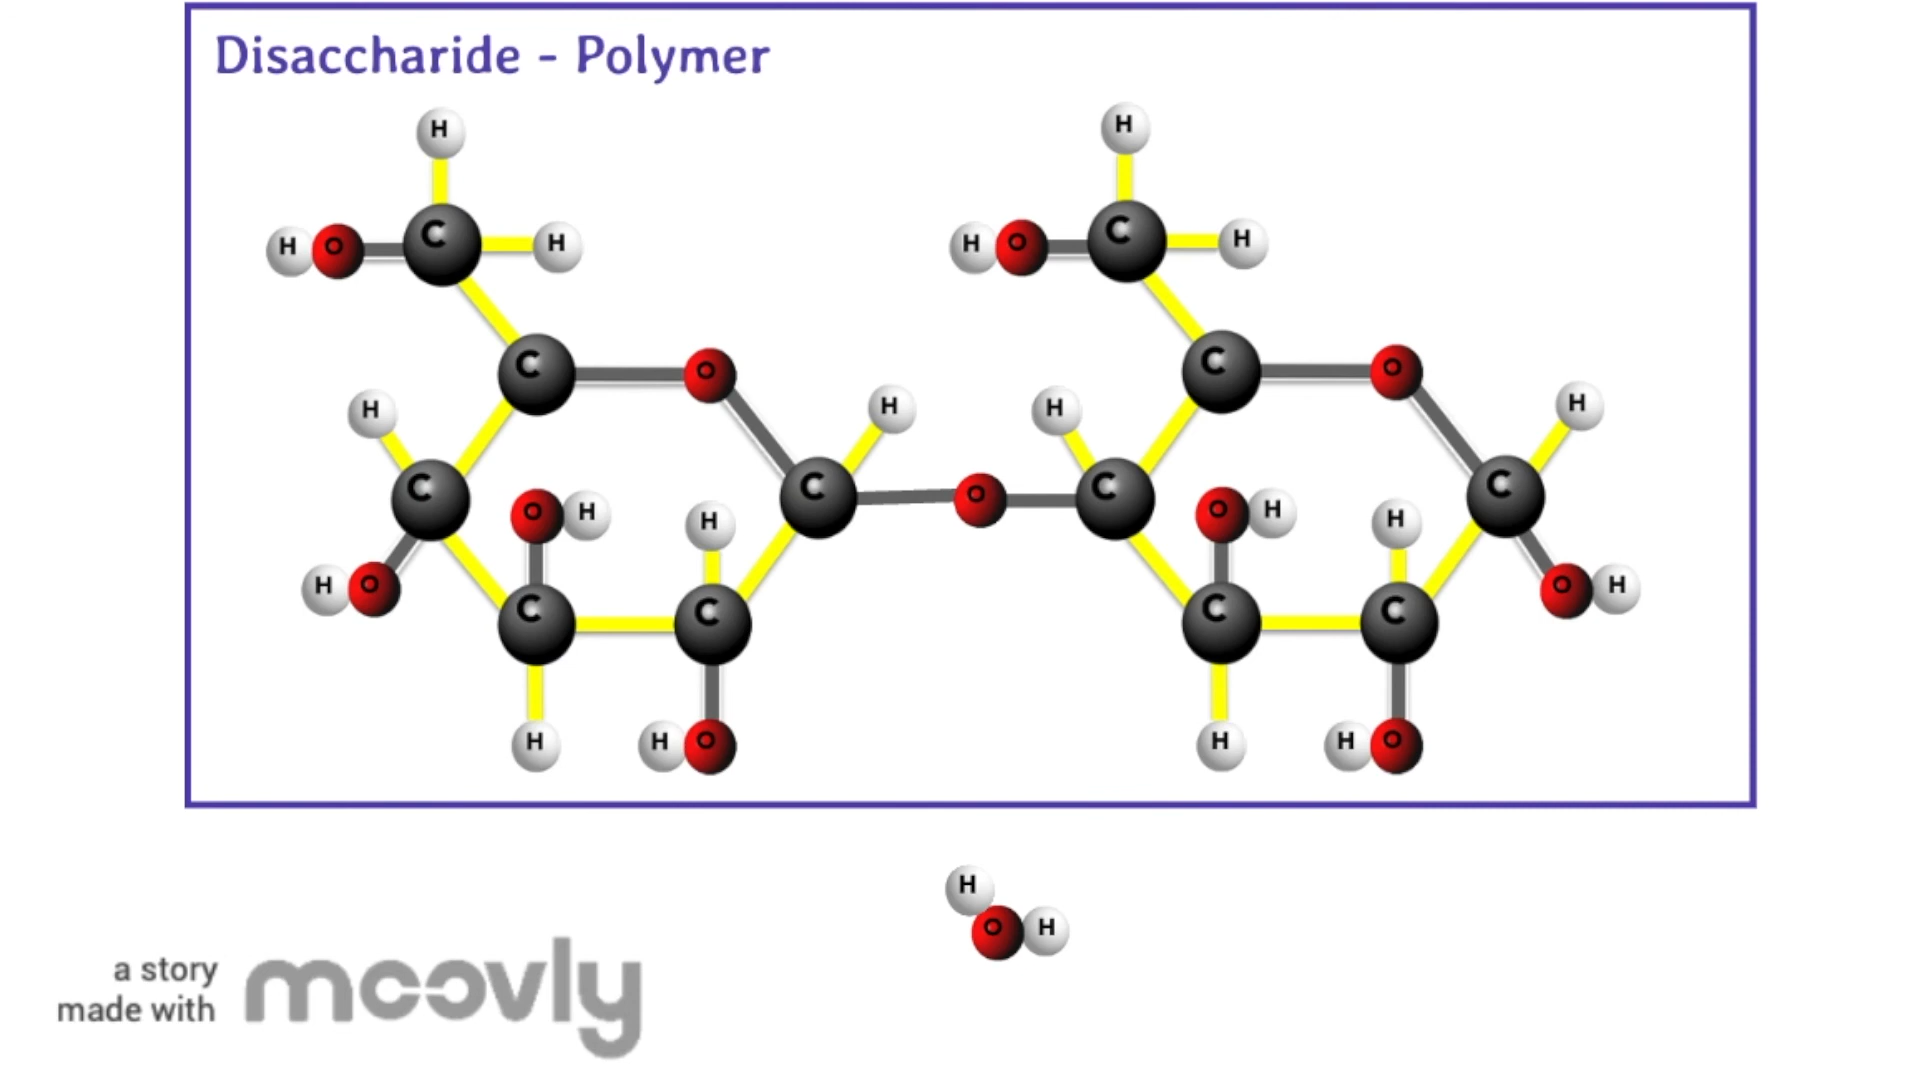 Disaccharide - Polymer
H H
H O C H H O C H
C O C O
H H H H
C C O C C
O H H O H H
H O C C C C O H
H H O H H O
H
O H
a story
made with moovly